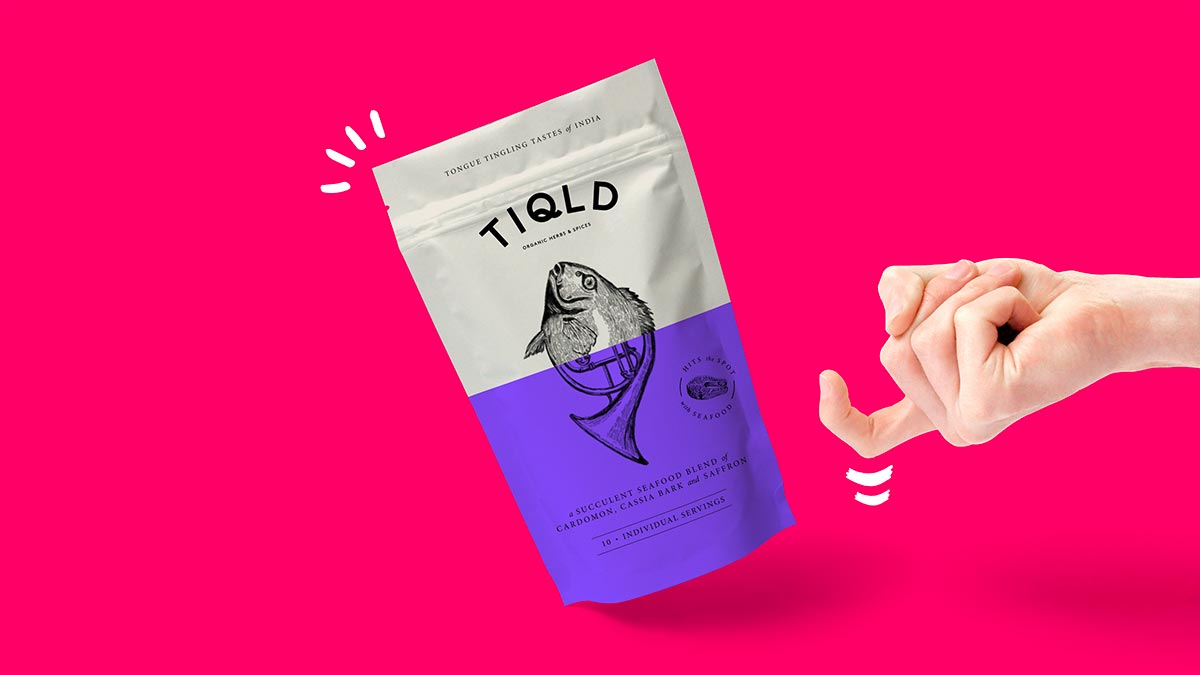 TONGUE TINGLING TASTES of INDIA
TIQLD
ORGANIC HERBS & SPICES
HITS the SPOT
with SEAFOOD
a SUCCULENT SEAFOOD BLEND of
CARDOMON, CASSIA BARK and SAFFRON
10 • INDIVIDUAL SERVINGS